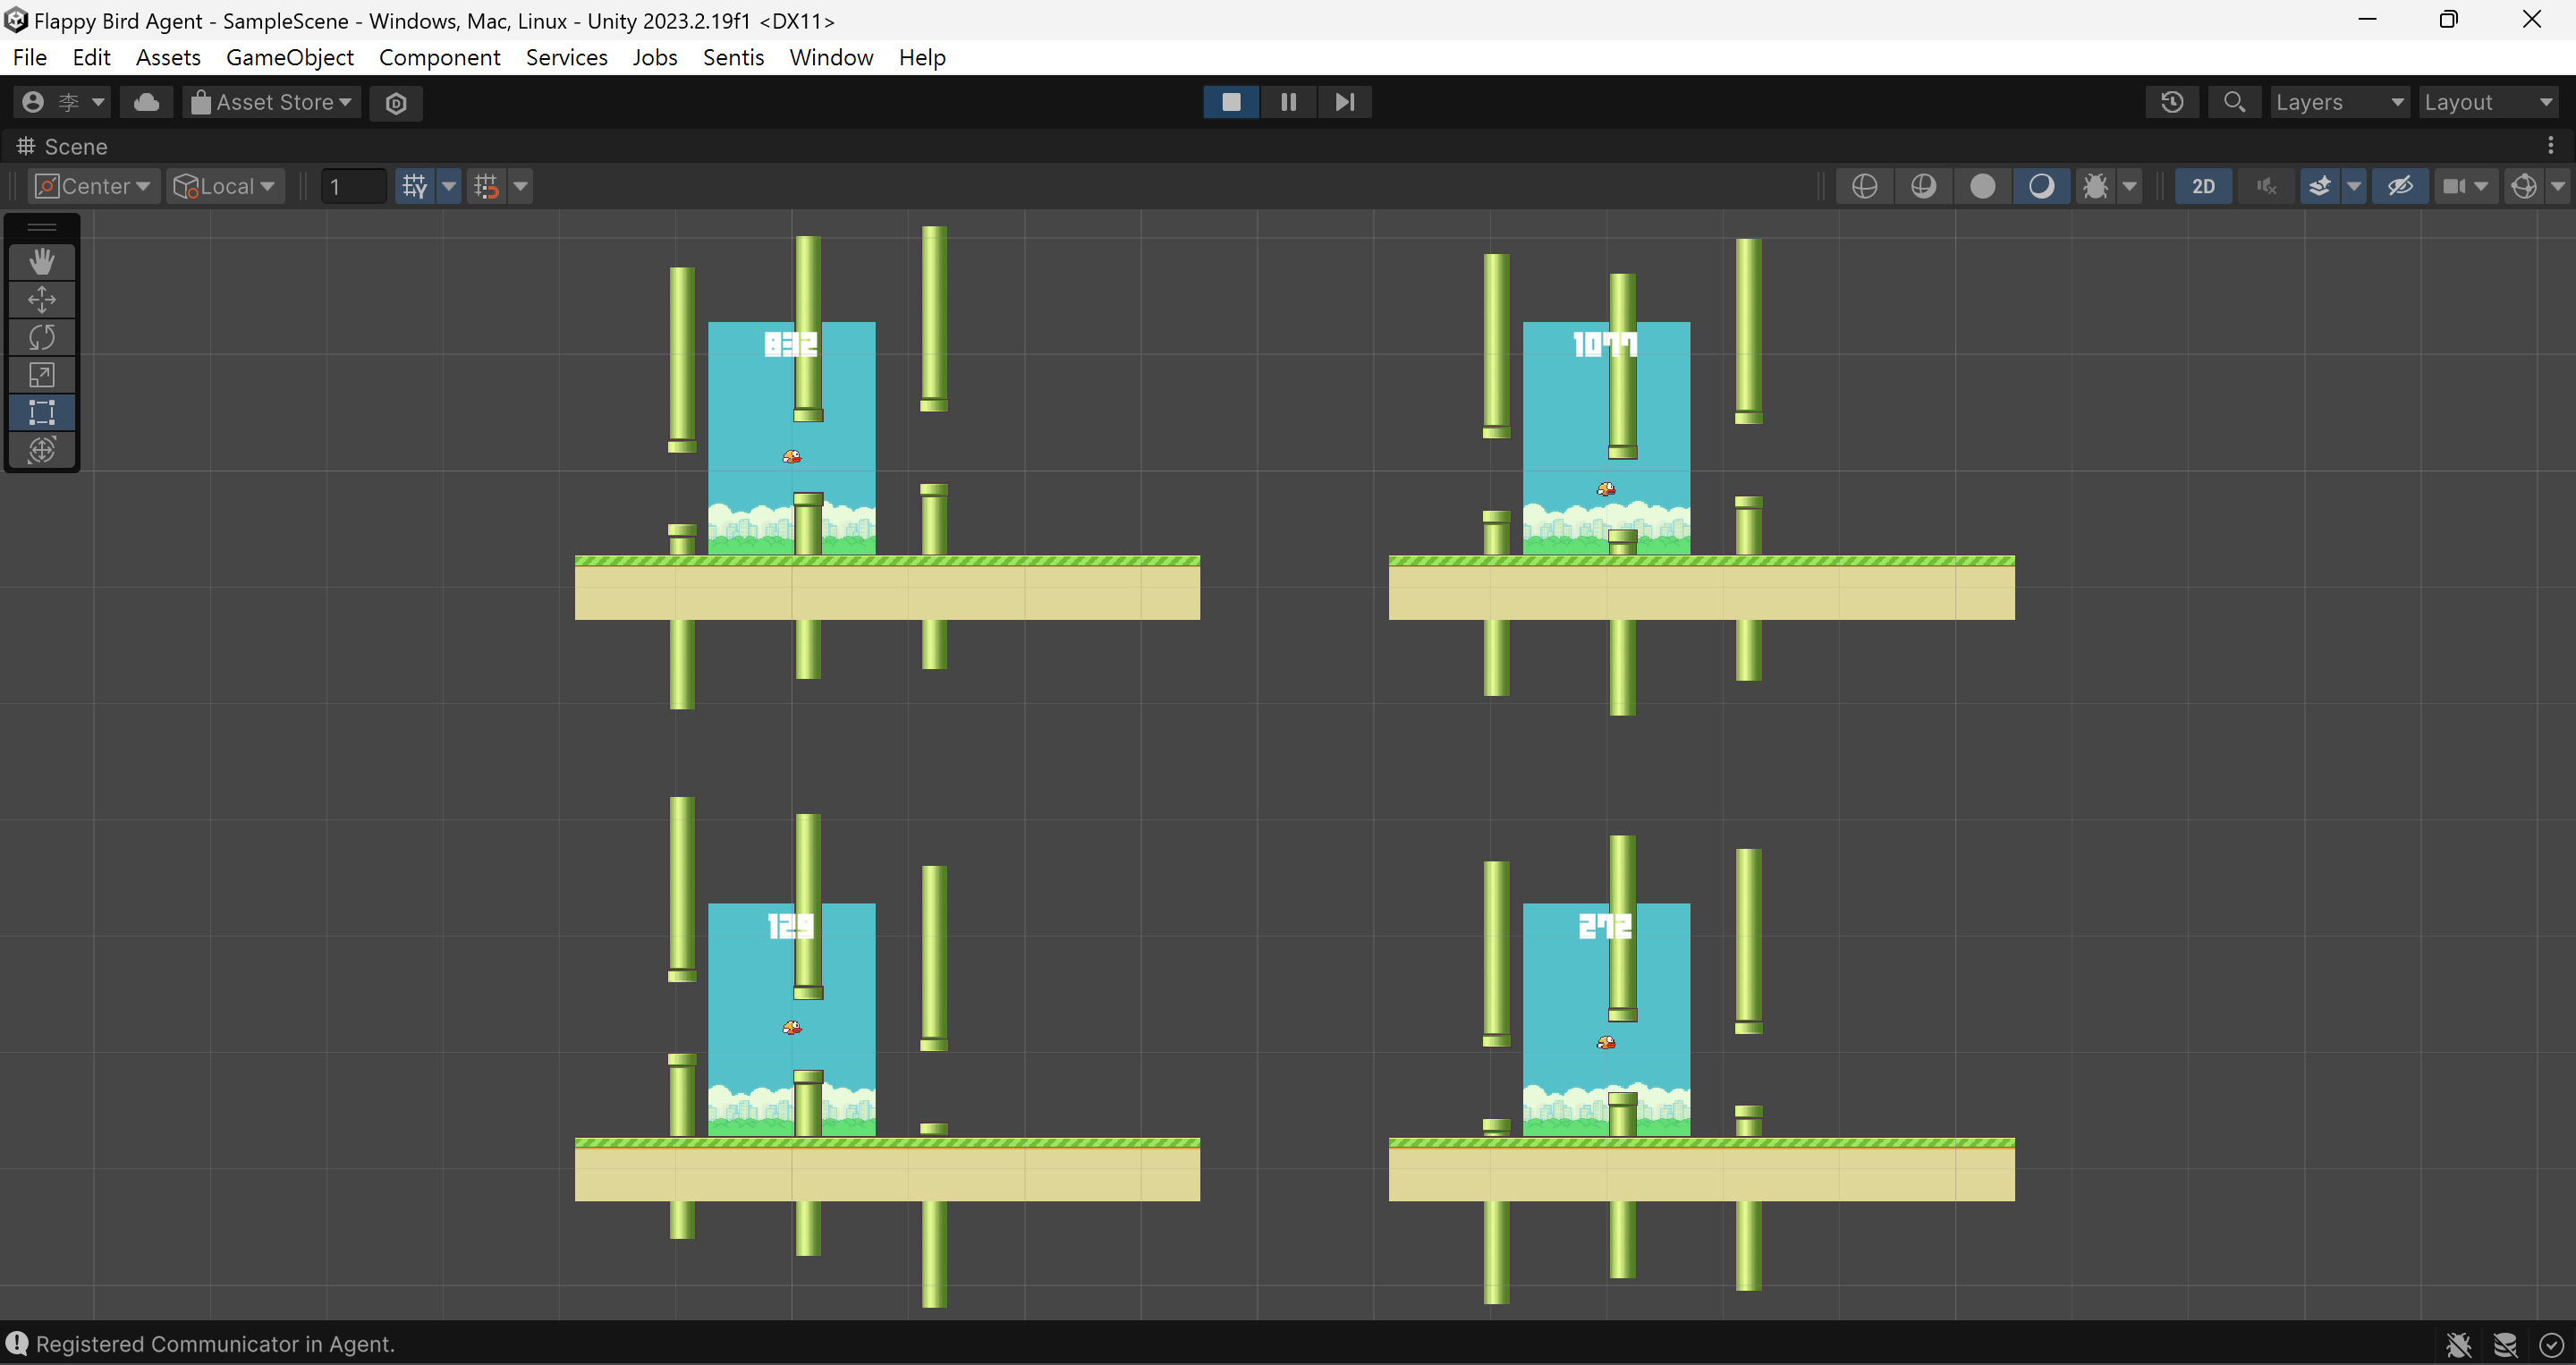 Flappy Bird Agent - SampleScene - Windows, Mac, Linux - Unity 2023.2.19f1 <DX11>
File Edit Assets GameObject Component Services Jobs Sentis Window Help
李 Asset Store Layers Layout
Scene
Center Local 1 2D
832 1077
129 272
Registered Communicator in Agent.